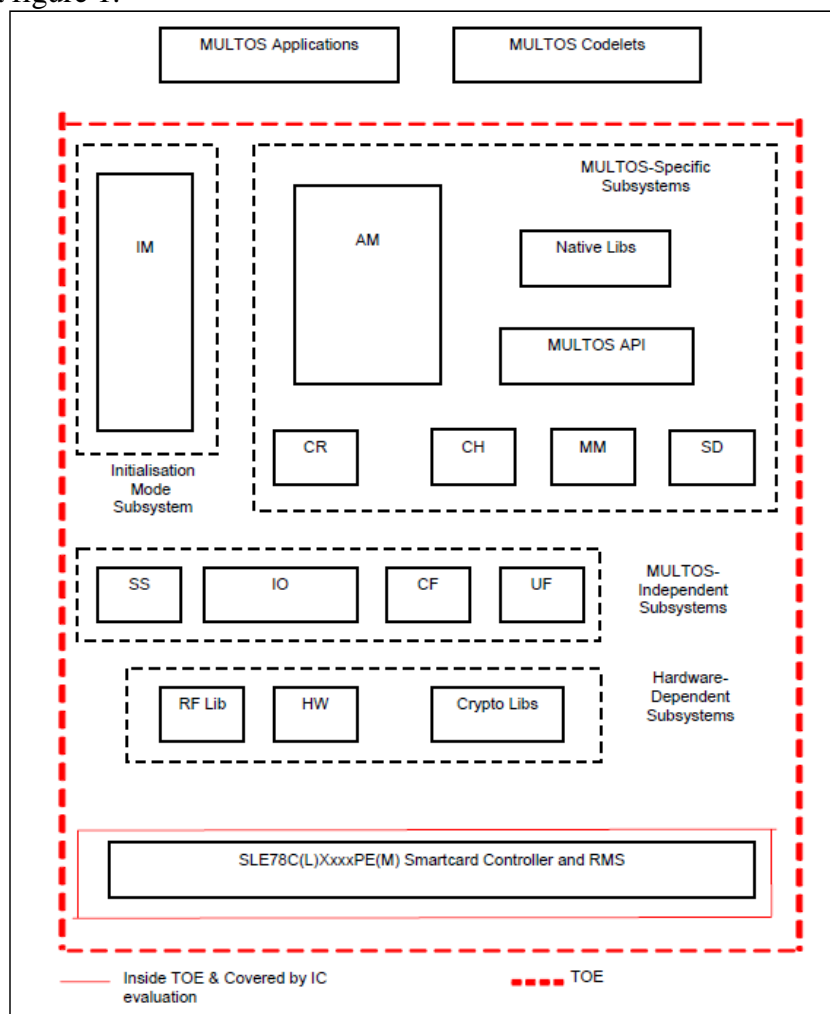 figure 1.
MULTOS Applications
MULTOS Codelets
MULTOS-Specific
Subsystems
IM
AM
Native Libs
MULTOS API
CR
CH
MM
SD
Initialisation
Mode
Subsystem
SS
IO
CF
UF
MULTOS-
Independent
Subsystems
RF Lib
HW
Crypto Libs
Hardware-
Dependent
Subsystems
SLE78C(L)XxxxPE(M) Smartcard Controller and RMS
Inside TOE & Covered by IC
evaluation
TOE